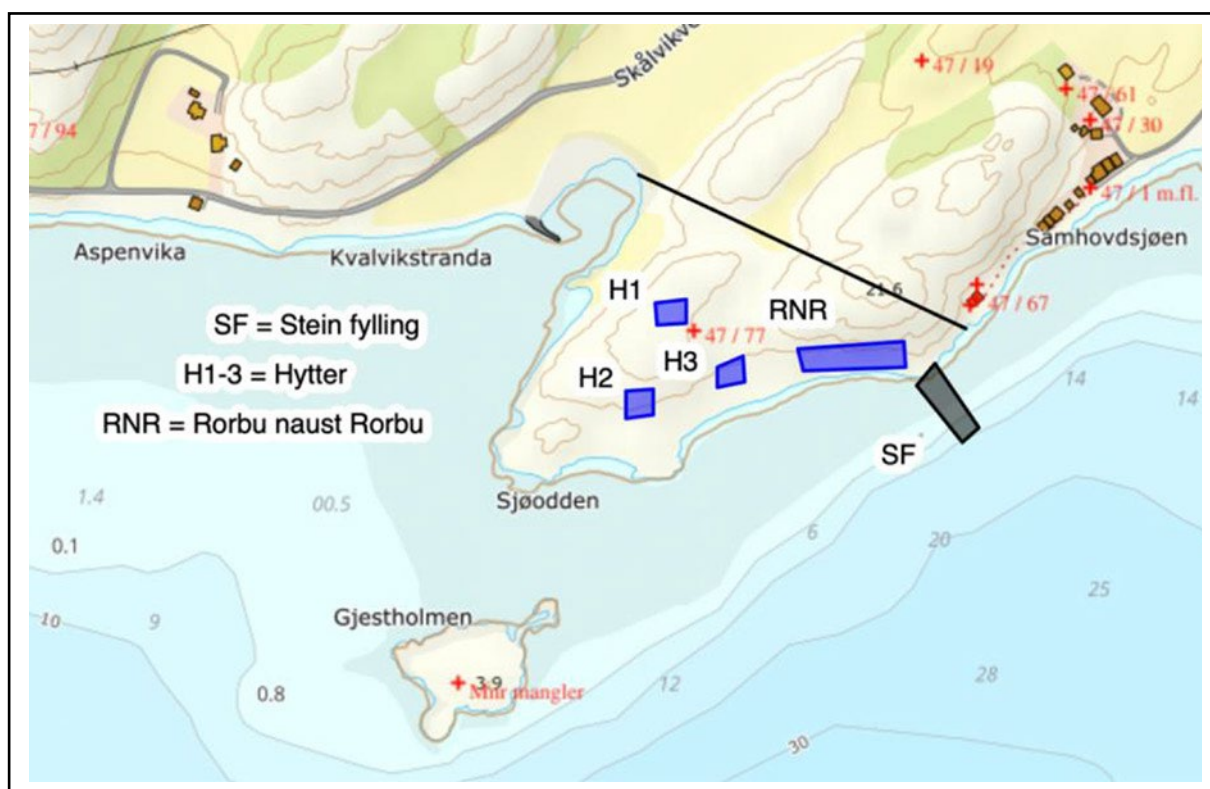 Skålvikve
47 / 19
47 / 61
7 / 94
47 / 30
47 / 1 m.fl.
Samhovdsjøen
Aspenvika
Kvalvikstranda
H1
21.6
47 / 67
RNR
SF = Stein fylling
47 / 77
H1-3 = Hytter
H2
H3
14
14
RNR = Rorbu naust Rorbu
SF
1.4
00.5
Sjøodden
6
20
0.1
25
10
9
Gjestholmen
3.9
Mnr mangler
12
28
0.8
30